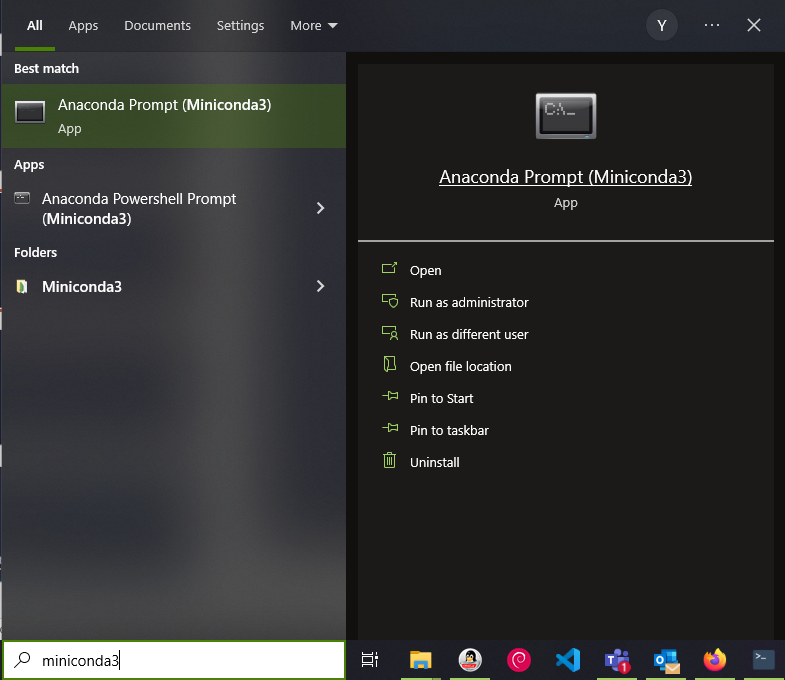 All Apps Documents Settings More Y ...
Best match
Anaconda Prompt (Miniconda3)
App
Apps
Anaconda Powershell Prompt
(Miniconda3)
Folders
Miniconda3
C:\_
Anaconda Prompt (Miniconda3)
App
Open
Run as administrator
Run as different user
Open file location
Pin to Start
Pin to taskbar
Uninstall
miniconda3
1